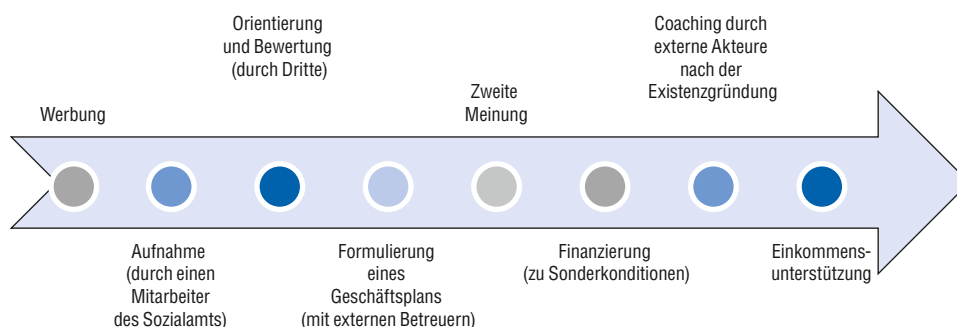 Werbung
Aufnahme
(durch einen
Mitarbeiter
des Sozialamts)
Orientierung
und Bewertung
(durch Dritte)
Formulierung
eines
Geschäftsplans
(mit externen Betreuern)
Zweite
Meinung
Finanzierung
(zu Sonderkonditionen)
Coaching durch
externe Akteure
nach der
Existenzgründung
Einkommens-
unterstützung